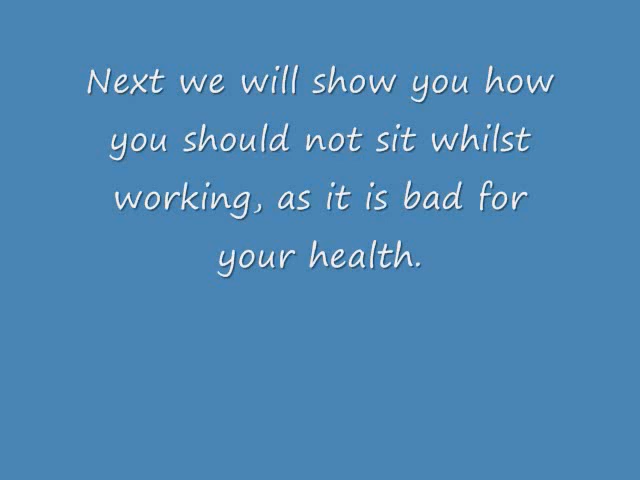 Next we will show you how
you should not sit whilst
working, as it is bad for
your health.